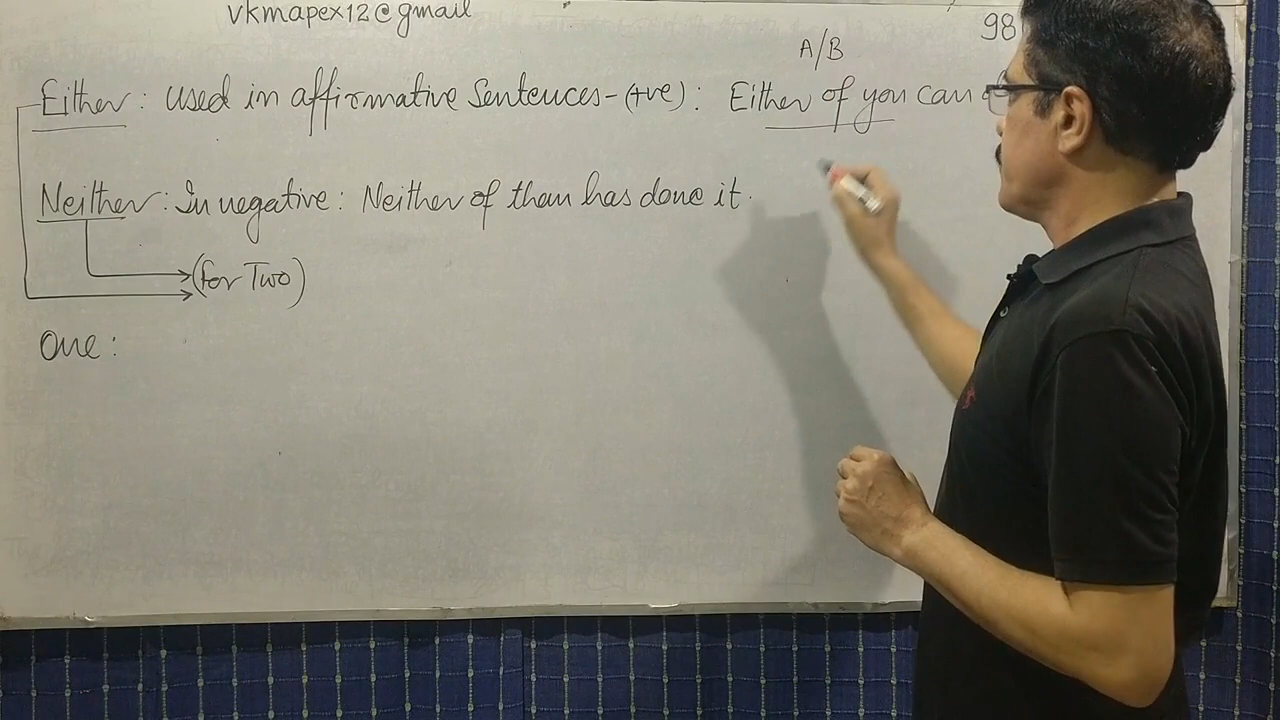 vkmapex12@gmail
98
A/B
Either : used in affirmative Sentences - (+ve) : Either of you can
Neither : In negative : Neither of them has done it.
(for Two)
One :